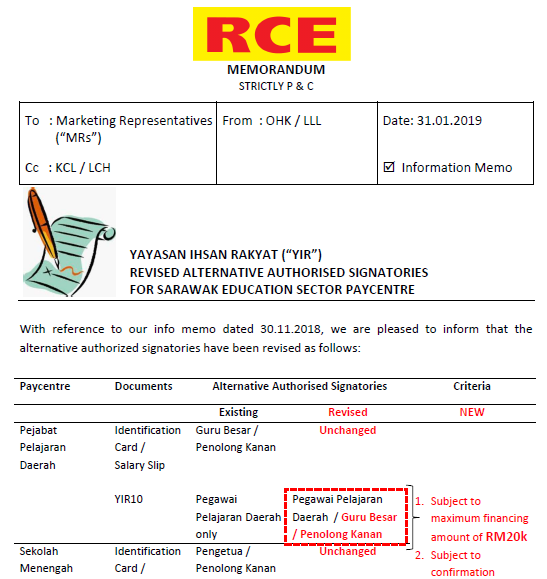 RCE
MEMORANDUM
STRICTLY P & C
To : Marketing Representatives
("MRs")
Cc : KCL / LCH
From : OHK / LLL
Date: 31.01.2019
☑ Information Memo
YAYASAN IHSAN RAKYAT ("YIR")
REVISED ALTERNATIVE AUTHORISED SIGNATORIES
FOR SARAWAK EDUCATION SECTOR PAYCENTRE
With reference to our info memo dated 30.11.2018, we are pleased to inform that the
alternative authorized signatories have been revised as follows:
Paycentre Documents Alternative Authorised Signatories Criteria
Existing Revised NEW
Pejabat Identification Guru Besar / Unchanged
Pelajaran Card / Penolong Kanan
Daerah Salary Slip
YIR10 Pegawai Pegawai Pelajaran 1. Subject to
Pelajaran Daerah Daerah / Guru Besar maximum financing
only / Penolong Kanan amount of RM20k
Sekolah Identification Pengetua / Unchanged 2. Subject to
Menengah Card / Penolong Kanan confirmation